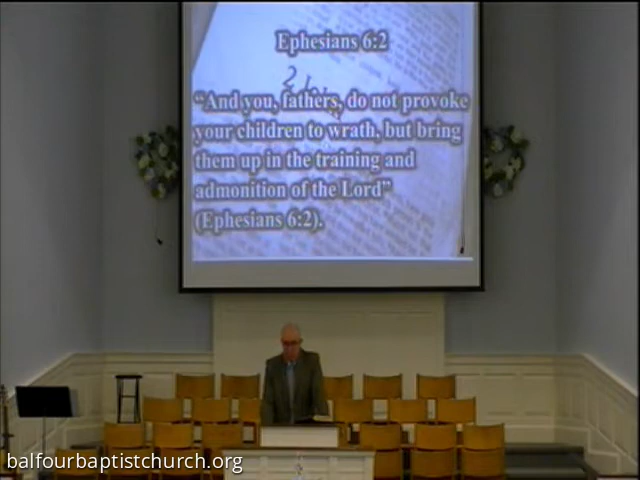 Ephesians 6:2
“And you, fathers, do not provoke
your children to wrath, but bring
them up in the training and
admonition of the Lord”
(Ephesians 6:2).
balfourbaptistchurch.org